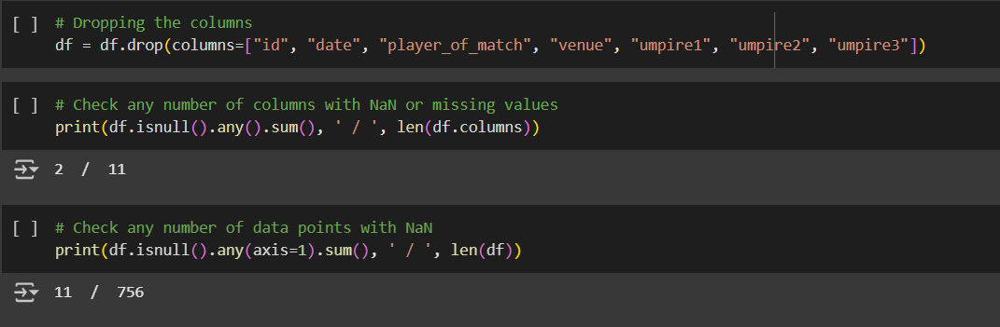 [ ] # Dropping the columns
df = df.drop(columns=["id", "date", "player_of_match", "venue", "umpire1", "umpire2", "umpire3"])
[ ] # Check any number of columns with NaN or missing values
print(df.isnull().any().sum(), ' / ', len(df.columns))
2  /  11
[ ] # Check any number of data points with NaN
print(df.isnull().any(axis=1).sum(), ' / ', len(df))
11  /  756